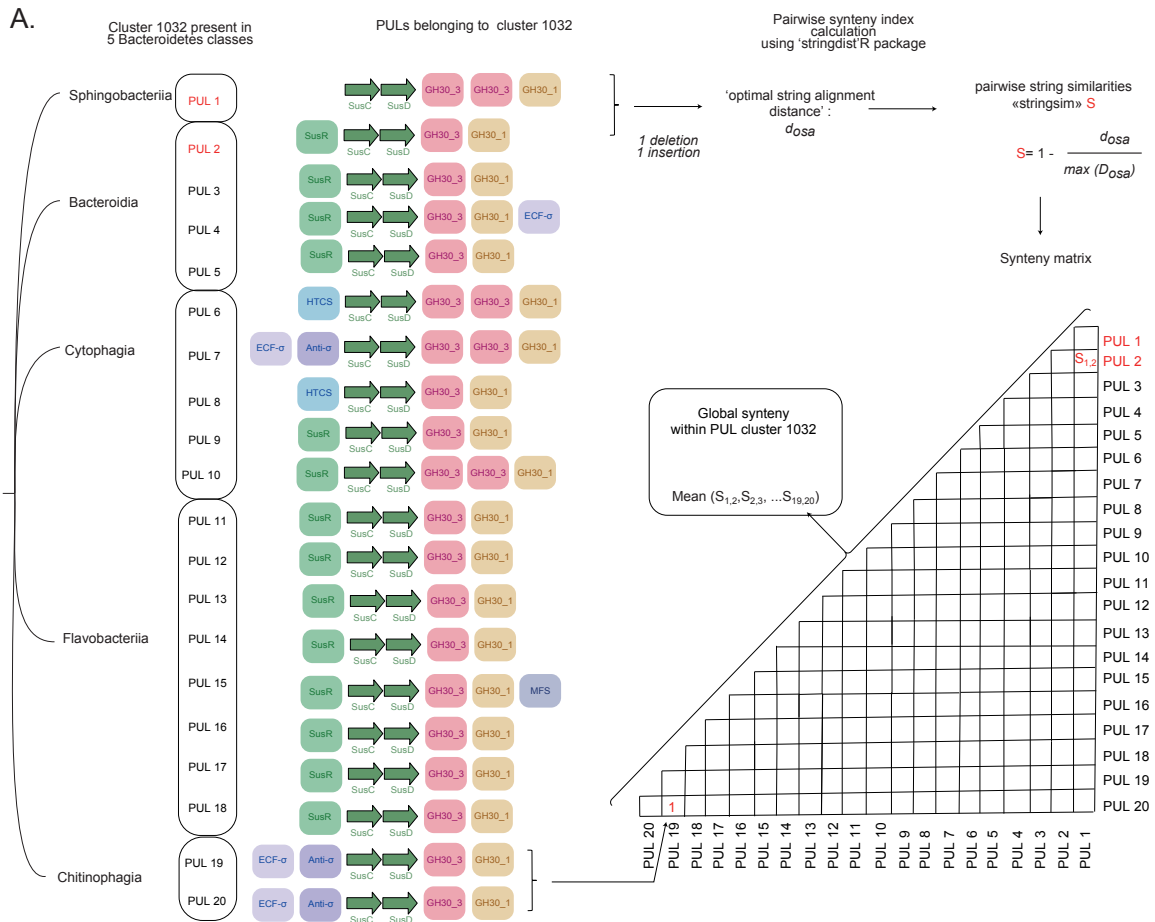 A.
Cluster 1032 present in
5 Bacteroidetes classes
PULs belonging to cluster 1032
Pairwise synteny index
calculation
using ‘stringdist’R package
Sphingobacteriia
PUL 1
SusC SusD GH30_3 GH30_3 GH30_1
‘optimal string alignment
distance’ :
dosa
1 deletion
1 insertion
pairwise string similarities
«stringsim» S
S= 1 - dosa
max (Dosa)
Synteny matrix
Bacteroidia
PUL 2
SusR SusC SusD GH30_3 GH30_1
PUL 3
SusR SusC SusD GH30_3 GH30_1
PUL 4
SusR SusC SusD GH30_3 GH30_1 ECF-σ
PUL 5
SusR SusC SusD GH30_3 GH30_1
Cytophagia
PUL 6
HTCS SusC SusD GH30_3 GH30_3 GH30_1
PUL 7
ECF-σ Anti-σ SusC SusD GH30_3 GH30_3 GH30_1
PUL 8
HTCS SusC SusD GH30_3 GH30_1
PUL 9
SusR SusC SusD GH30_3 GH30_1
PUL 10
SusR SusC SusD GH30_3 GH30_3 GH30_1
Flavobacteriia
PUL 11
SusR SusC SusD GH30_3 GH30_1
PUL 12
SusR SusC SusD GH30_3 GH30_1
PUL 13
SusR SusC SusD GH30_3 GH30_1
PUL 14
SusR SusC SusD GH30_3 GH30_1
PUL 15
SusR SusC SusD GH30_3 GH30_1 MFS
PUL 16
SusR SusC SusD GH30_3 GH30_1
PUL 17
SusR SusC SusD GH30_3 GH30_1
PUL 18
SusR SusC SusD GH30_3 GH30_1
Chitinophagia
PUL 19
ECF-σ Anti-σ SusC SusD GH30_3 GH30_1
PUL 20
ECF-σ Anti-σ SusC SusD GH30_3 GH30_1
Global synteny
within PUL cluster 1032
Mean (S1,2,S2,3, ...S19,20)
PUL 1
S1,2 PUL 2
PUL 3
PUL 4
PUL 5
PUL 6
PUL 7
PUL 8
PUL 9
PUL 10
PUL 11
PUL 12
PUL 13
PUL 14
PUL 15
PUL 16
PUL 17
PUL 18
PUL 19
1 PUL 20
PUL 20
PUL 19
PUL 18
PUL 17
PUL 16
PUL 15
PUL 14
PUL 13
PUL 12
PUL 11
PUL 10
PUL 9
PUL 8
PUL 7
PUL 6
PUL 5
PUL 4
PUL 3
PUL 2
PUL 1